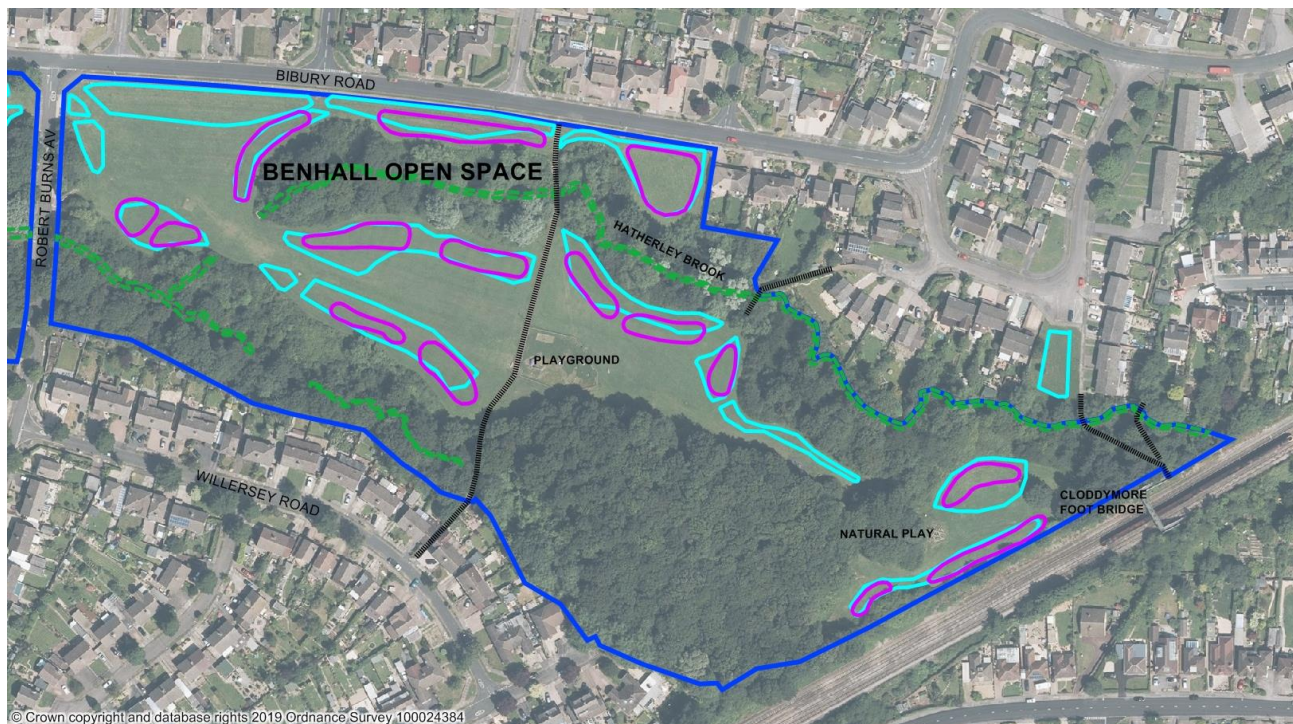 BIBURY ROAD
ROBERT BURNS AV
BENHALL OPEN SPACE
HATHERLEY BROOK
PLAYGROUND
WILLERSEY ROAD
CLODDYMORE
FOOT BRIDGE
NATURAL PLAY
© Crown copyright and database rights 2019 Ordnance Survey 100024384